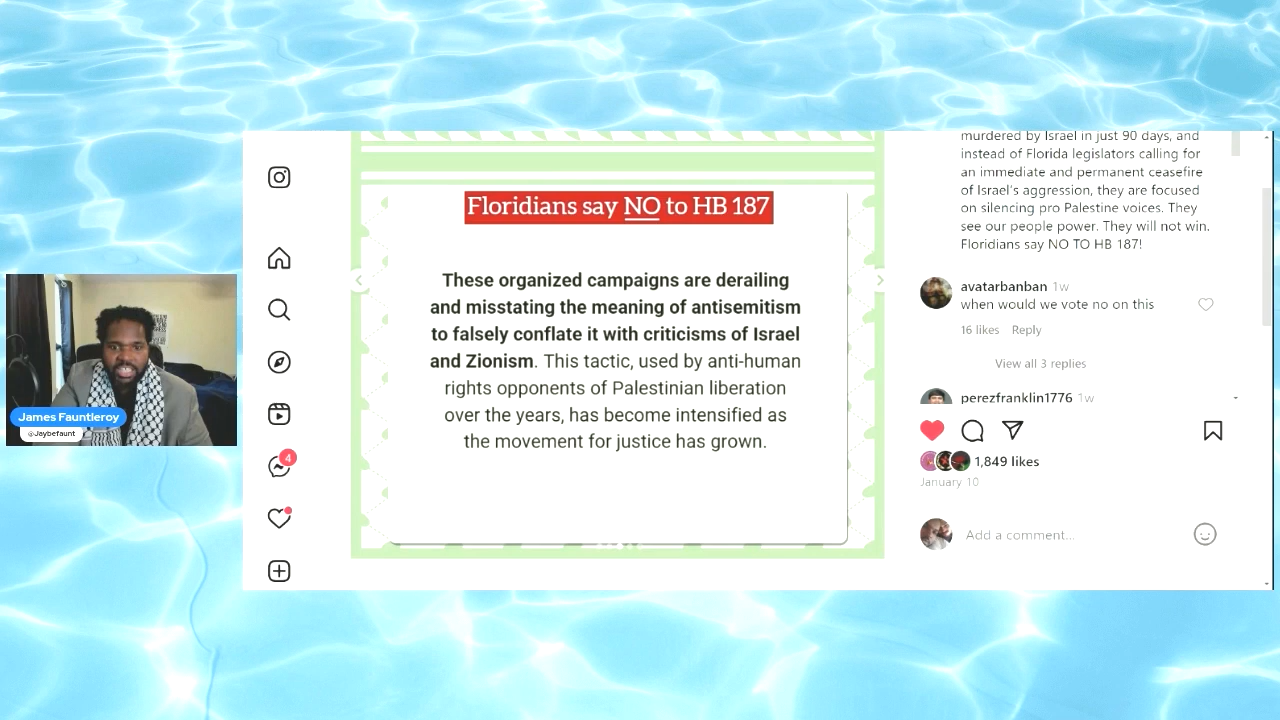 James Fauntleroy
@Jaybefaunt
4
Floridians say NO to HB 187
These organized campaigns are derailing
and misstating the meaning of antisemitism
to falsely conflate it with criticisms of Israel
and Zionism. This tactic, used by anti-human
rights opponents of Palestinian liberation
over the years, has become intensified as
the movement for justice has grown.
murdered by Israel in just 90 days, and
instead of Florida legislators calling for
an immediate and permanent ceasefire
of Israel's aggression, they are focused
on silencing pro Palestine voices. They
see our people power. They will not win.
Floridians say NO TO HB 187!
avatarbanban 1w
when would we vote no on this
16 likes Reply
View all 3 replies
perezfranklin1776 1w
1,849 likes
January 10
Add a comment...